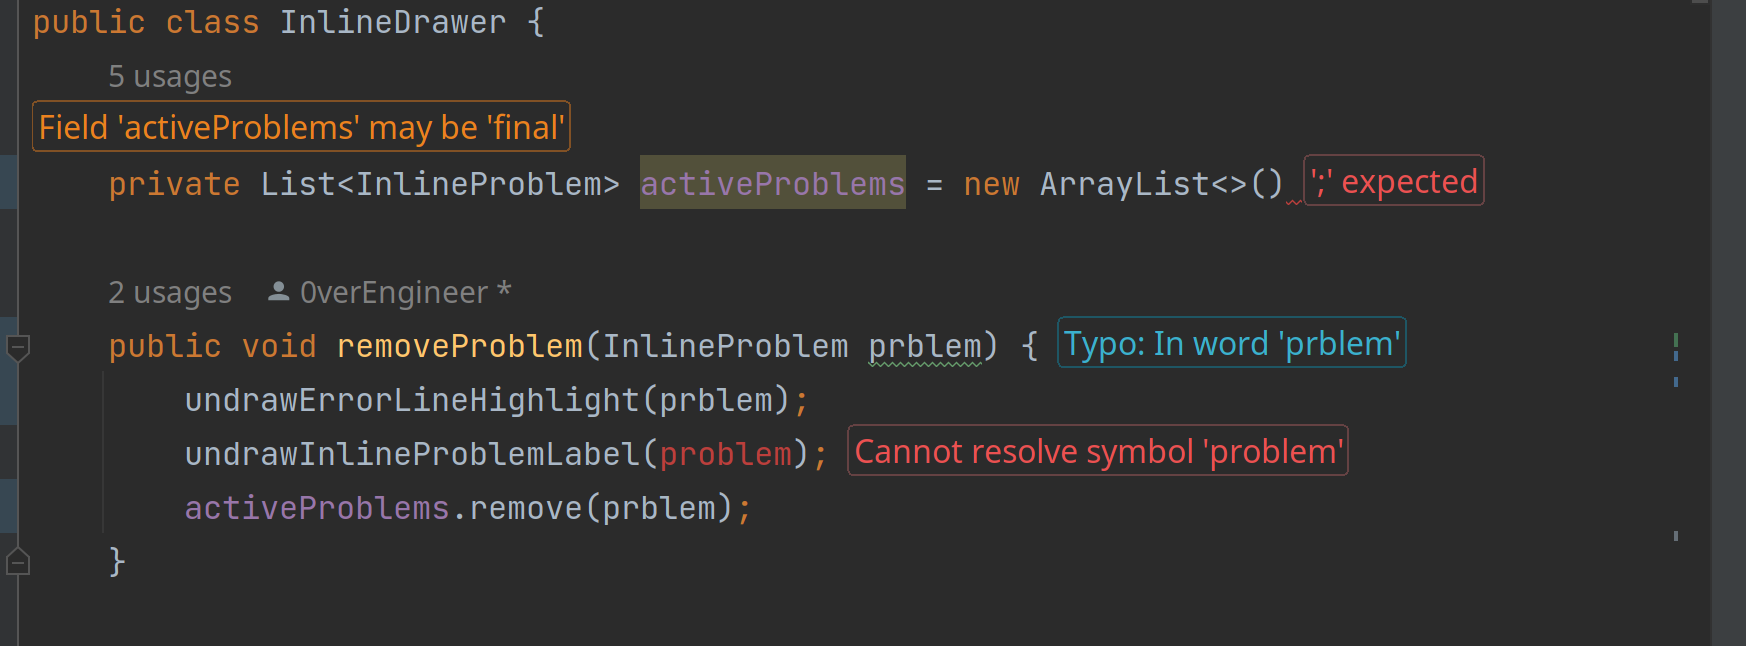 public class InlineDrawer {
5 usages
Field 'activeProblems' may be 'final'
private List<InlineProblem> activeProblems = new ArrayList<>() ';' expected
2 usages 0verEngineer *
public void removeProblem(InlineProblem prblem) { Typo: In word 'prblem'
undrawErrorLineHighlight(prblem);
undrawInlineProblemLabel(problem); Cannot resolve symbol 'problem'
activeProblems.remove(prblem);
}